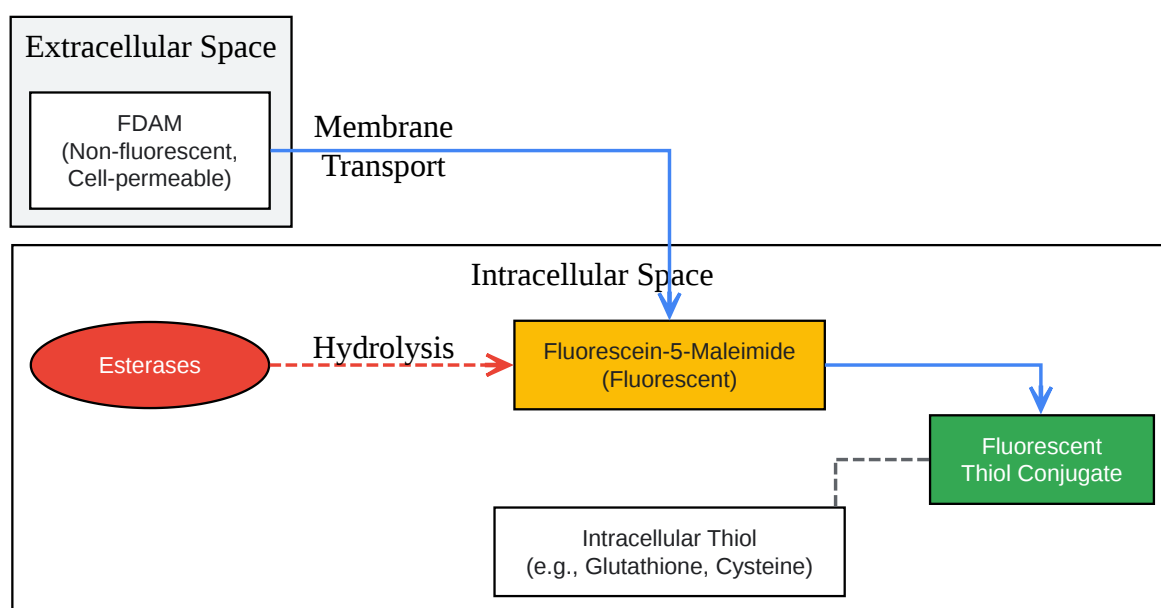 Extracellular Space
FDAM
(Non-fluorescent,
Cell-permeable)
Membrane
Transport
Intracellular Space
Esterases
Hydrolysis
Fluorescein-5-Maleimide
(Fluorescent)
Fluorescent
Thiol Conjugate
Intracellular Thiol
(e.g., Glutathione, Cysteine)